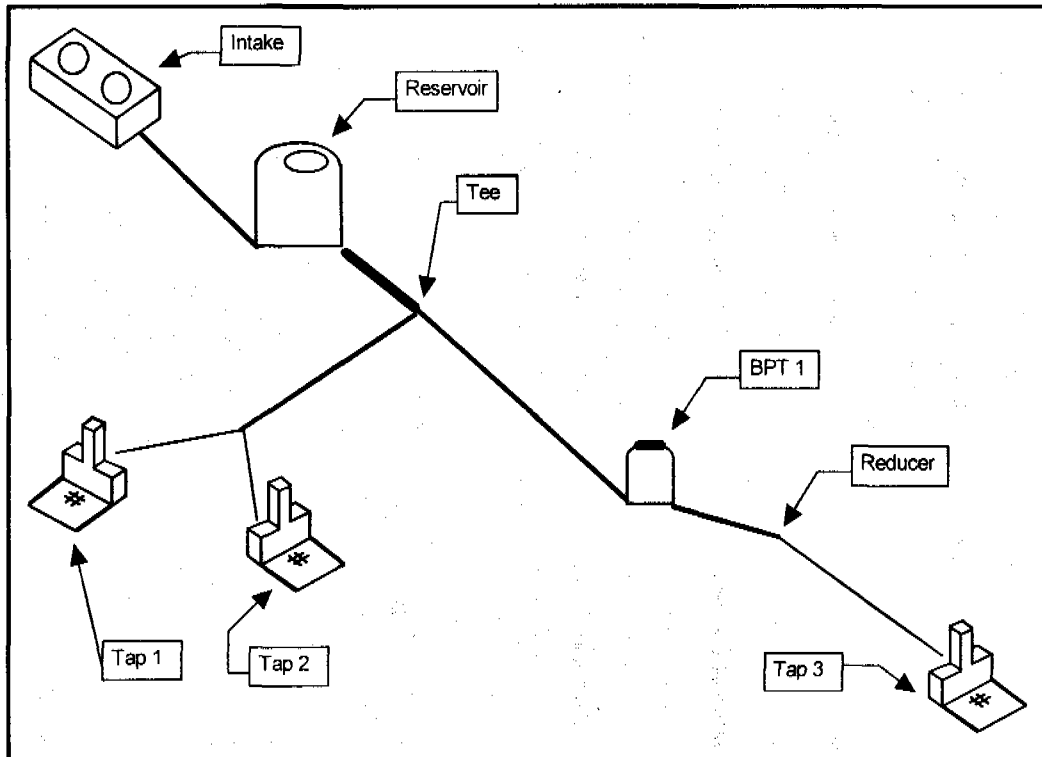 Intake
Reservoir
Tee
BPT 1
Reducer
Tap 1
Tap 2
Tap 3